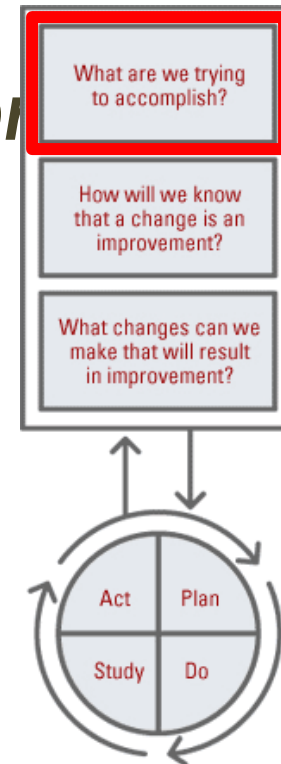 What are we trying
to accomplish?
How will we know
that a change is an
improvement?
What changes can we
make that will result
in improvement?
Act Plan
Study Do